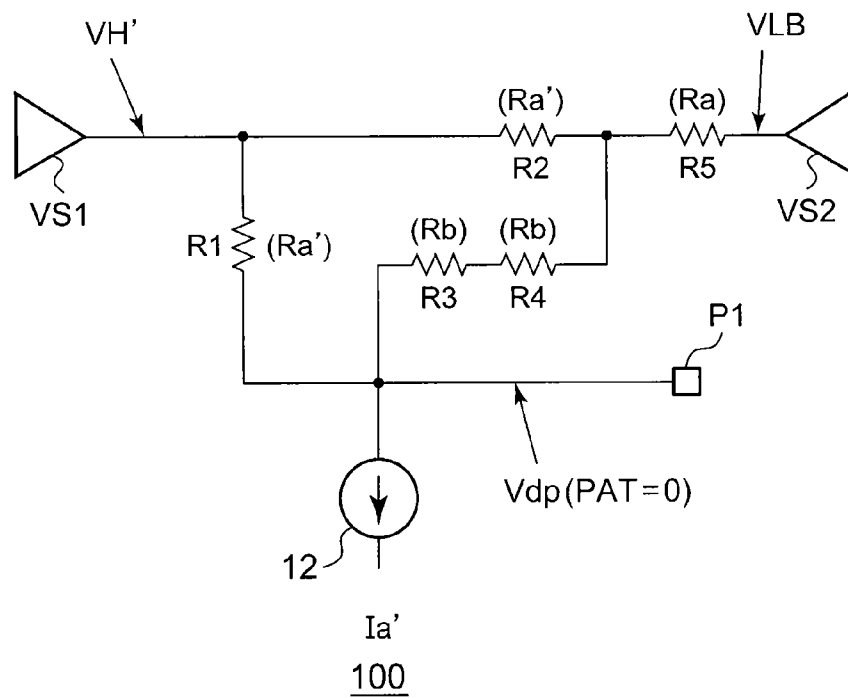 VH'
VLB
(Ra')
(Ra)
R2
R5
VS1
VS2
R1
(Ra')
(Rb)
(Rb)
R3
R4
P1
Vdp(PAT=0)
12
Ia'
100